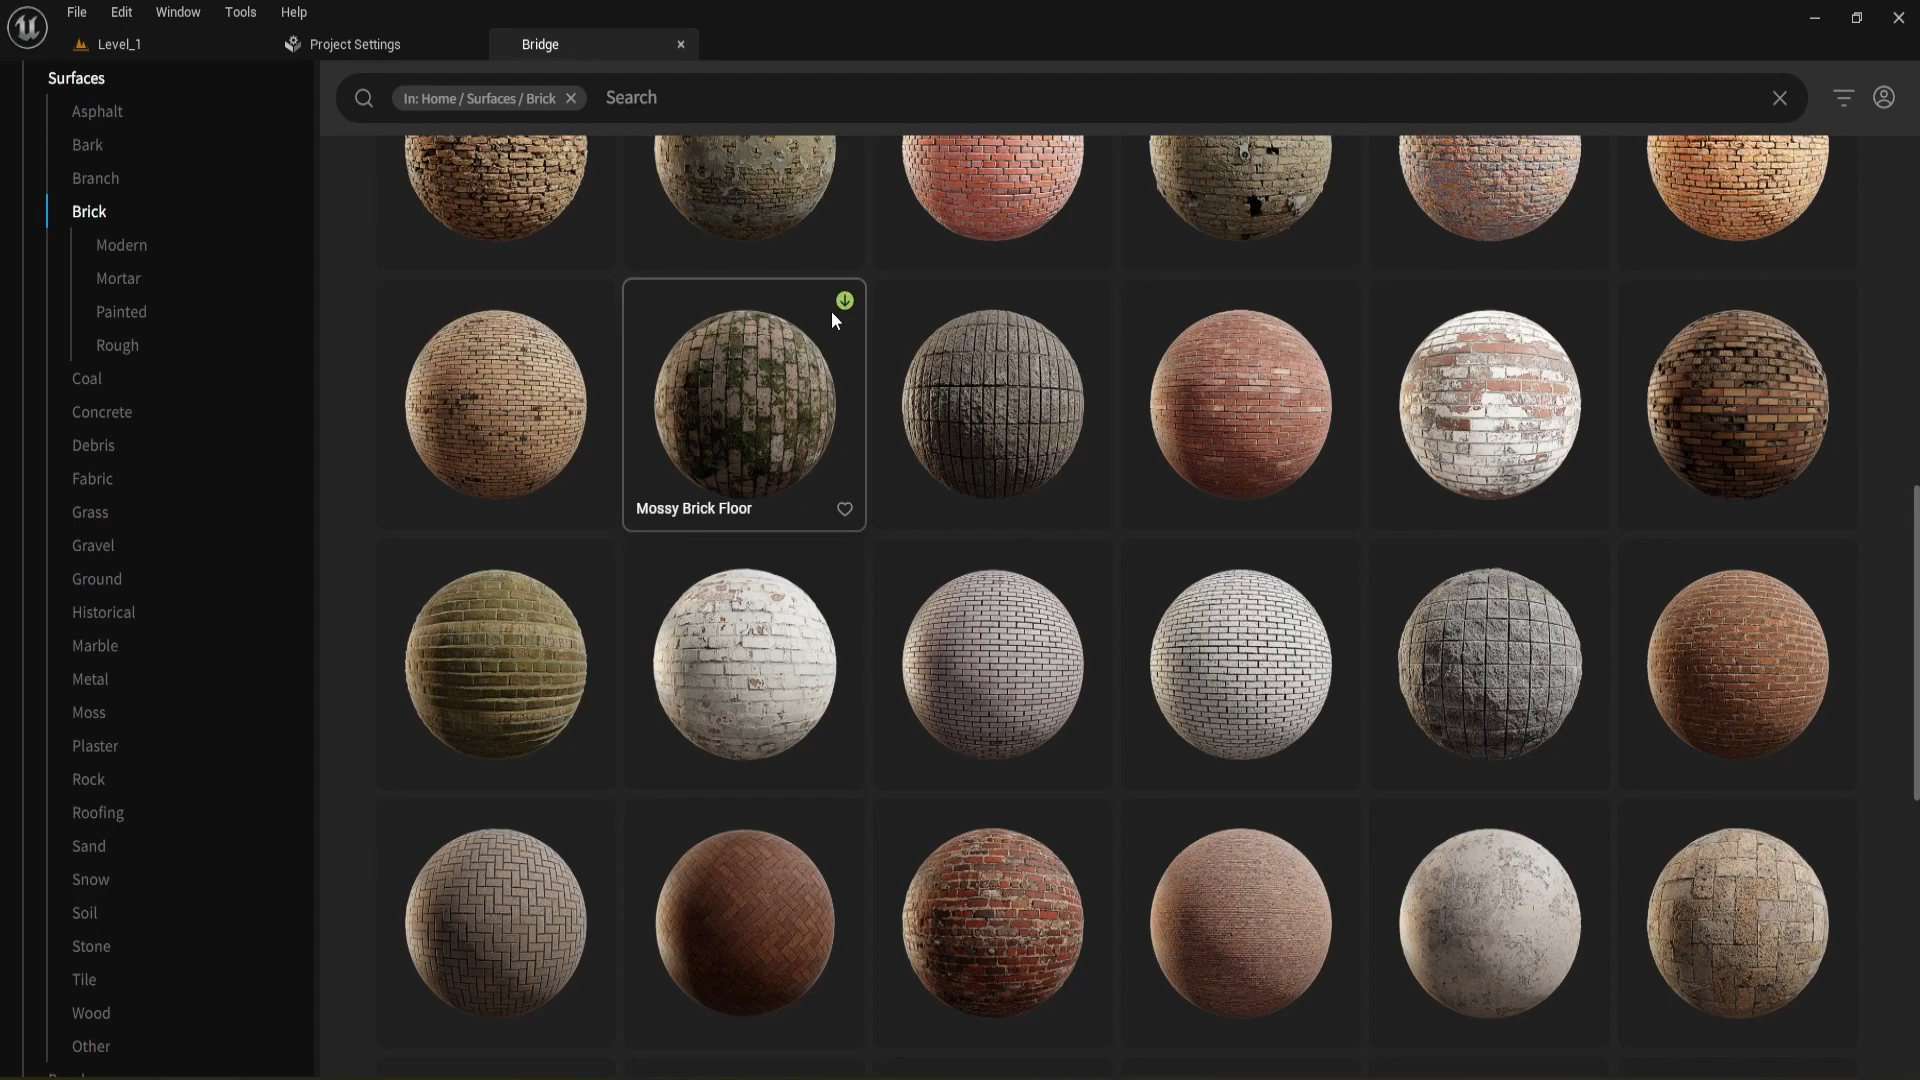 File Edit Window Tools Help
Level_1
Project Settings
Bridge
Surfaces
In: Home / Surfaces / Brick
Search
Asphalt
Bark
Branch
Brick
Modern
Mortar
Painted
Rough
Coal
Concrete
Debris
Fabric
Grass
Gravel
Ground
Historical
Marble
Metal
Moss
Plaster
Rock
Roofing
Sand
Snow
Soil
Stone
Tile
Wood
Other
Mossy Brick Floor